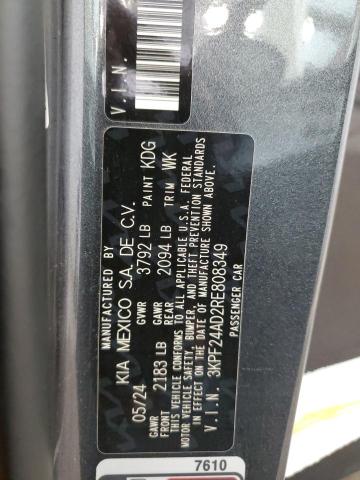 V.I.N.
KIA MEXICO S.A. DE C.V.
05/24 GVWR 3792 LB PAINT KDG
GAWR FRONT 2183 LB GAWR REAR 2094 LB TRIM WK
THIS VEHICLE CONFORMS TO ALL APPLICABLE U.S.A. FEDERAL
MOTOR VEHICLE SAFETY, BUMPER, AND THEFT PREVENTION STANDARDS
IN EFFECT ON THE DATE OF MANUFACTURE SHOWN ABOVE.
V.I.N. 3KPF24AD2RE808349
PASSENGER CAR
7610